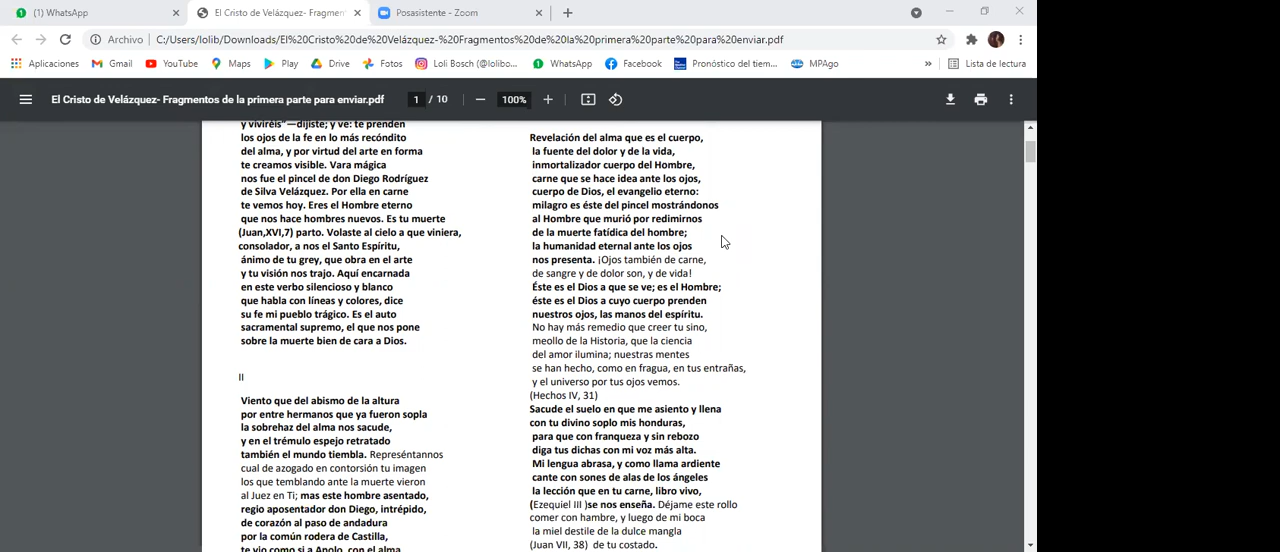 (1) WhatsApp
El Cristo de Velázquez- Fragment
Posasistente - Zoom
Archivo
C:/Users/lolib/Downloads/El%20Cristo%20de%20Velázquez-%20Fragmentos%20de%20la%20primera%20parte%20para%20enviar.pdf
Aplicaciones
Gmail
YouTube
Maps
Play
Drive
Fotos
Loli Bosch (@lolibo...
WhatsApp
Facebook
Pronóstico del tiem...
MPAgo
»
Lista de lectura
El Cristo de Velázquez- Fragmentos de la primera parte para enviar.pdf
1 / 10
100%
y viviréis”—dijiste; y ve: te prenden
los ojos de la fe en lo más recóndito
del alma, y por virtud del arte en forma
te creamos visible. Vara mágica
nos fue el pincel de don Diego Rodríguez
de Silva Velázquez. Por ella en carne
te vemos hoy. Eres el Hombre eterno
que nos hace hombres nuevos. Es tu muerte
(Juan,XVI,7) parto. Volaste al cielo a que viniera,
consolador, a nos el Santo Espíritu,
ánimo de tu grey, que obra en el arte
y tu visión nos trajo. Aquí encarnada
en este verbo silencioso y blanco
que habla con líneas y colores, dice
su fe mi pueblo trágico. Es el auto
sacramental supremo, el que nos pone
sobre la muerte bien de cara a Dios.
II
Viento que del abismo de la altura
por entre hermanos que ya fueron sopla
la sobrehaz del alma nos sacude,
y en el trémulo espejo retratado
también el mundo tiembla. Represéntannos
cual de azogado en contorsión tu imagen
los que temblando ante la muerte vieron
al Juez en Ti; mas este hombre asentado,
regio aposentador don Diego, intrépido,
de corazón al paso de andadura
por la común rodera de Castilla,
te vio como si a Apolo, con el alma
Revelación del alma que es el cuerpo,
la fuente del dolor y de la vida,
inmortalizador cuerpo del Hombre,
carne que se hace idea ante los ojos,
cuerpo de Dios, el evangelio eterno:
milagro es éste del pincel mostrándonos
al Hombre que murió por redimirnos
de la muerte fatídica del hombre;
la humanidad eternal ante los ojos
nos presenta. ¡Ojos también de carne,
de sangre y de dolor son, y de vida!
Éste es el Dios a que se ve; es el Hombre;
éste es el Dios a cuyo cuerpo prenden
nuestros ojos, las manos del espíritu.
No hay más remedio que creer tu sino,
meollo de la Historia, que la ciencia
del amor ilumina; nuestras mentes
se han hecho, como en fragua, en tus entrañas,
y el universo por tus ojos vemos.
(Hechos IV, 31)
Sacude el suelo en que me asiento y llena
con tu divino soplo mis honduras,
para que con franqueza y sin rebozo
diga tus dichas con mi voz más alta.
Mi lengua abrasa, y como llama ardiente
cante con sones de alas de los ángeles
la lección que en tu carne, libro vivo,
(Ezequiel III )se nos enseña. Déjame este rollo
comer con hambre, y luego de mi boca
la miel destile de la dulce mangla
(Juan VII, 38) de tu costado.